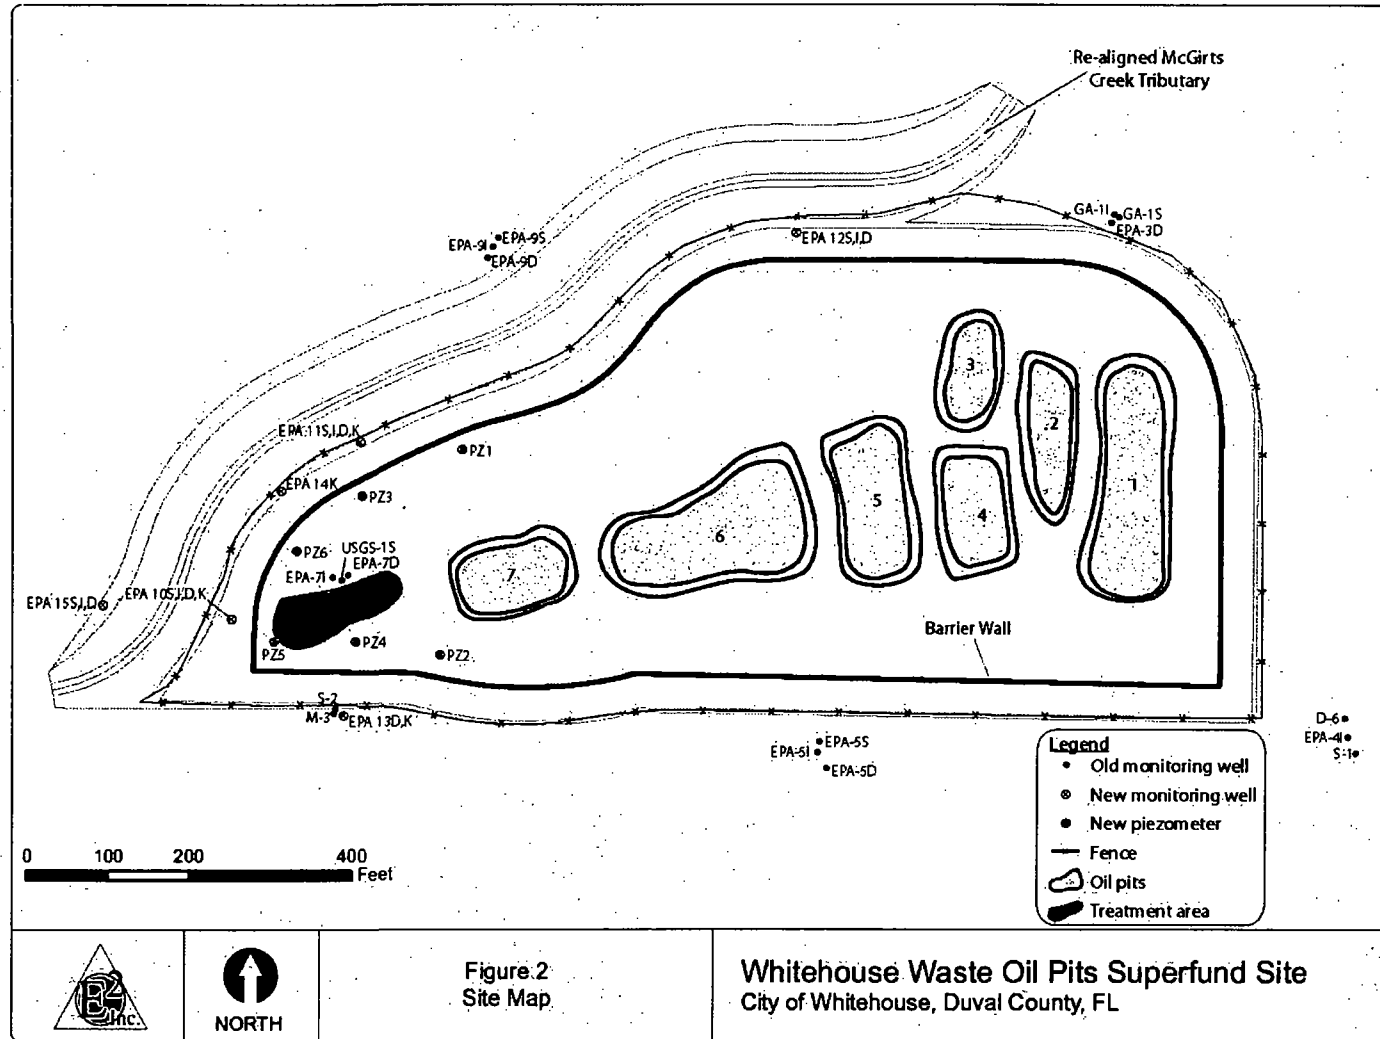 Re-aligned McGirts
Creek Tributary
GA-1I
GA-1S
EPA-3D
EPA-9S
EPA-9I
EPA-9D
EPA 12S,I,D
3
2
1
EPA 11S,I,D,K
PZ1
EPA 14K
PZ3
5
4
6
7
USGS-1S
PZ6
EPA-7D
EPA-7I
EPA 15S,I,D
EPA 10S,I,D,K
Barrier Wall
PZ5
PZ4
PZ2
S-2
M-3
EPA 13D,K
D-6
EPA-4I
S-1
EPA-5S
EPA-5I
EPA-5D
Legend
Old monitoring well
New monitoring well
New piezometer
Fence
Oil pits
Treatment area
0 100 200 400
Feet
E2
Inc.
NORTH
Figure 2
Site Map
Whitehouse Waste Oil Pits Superfund Site
City of Whitehouse, Duval County, FL